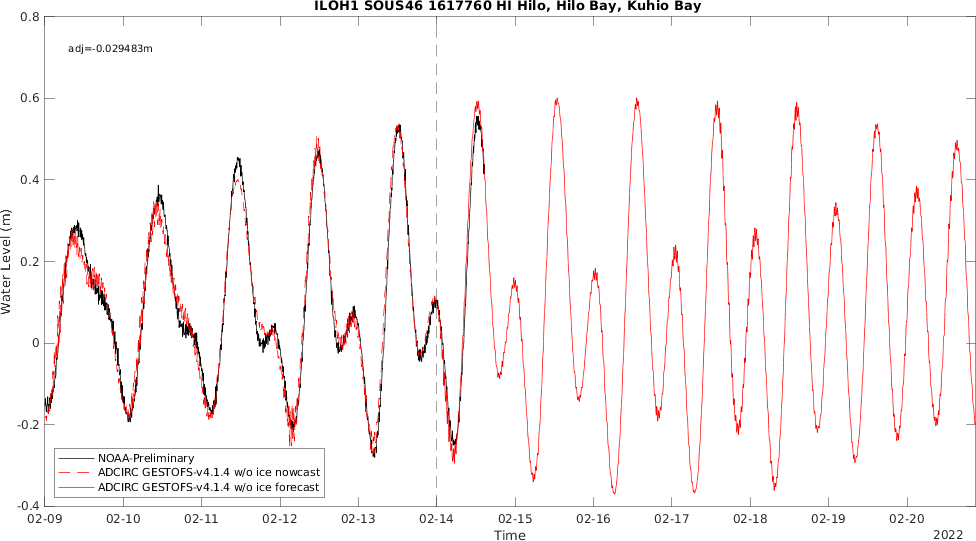 ILOH1 SOUS46 1617760 HI Hilo, Hilo Bay, Kuhio Bay
adj=-0.029483m
Water Level (m)
0.8
0.6
0.4
0.2
0
-0.2
-0.4
NOAA-Preliminary
ADCIRC GESTOFS-v4.1.4 w/o ice nowcast
ADCIRC GESTOFS-v4.1.4 w/o ice forecast
02-09 02-10 02-11 02-12 02-13 02-14 02-15 02-16 02-17 02-18 02-19 02-20
Time
2022